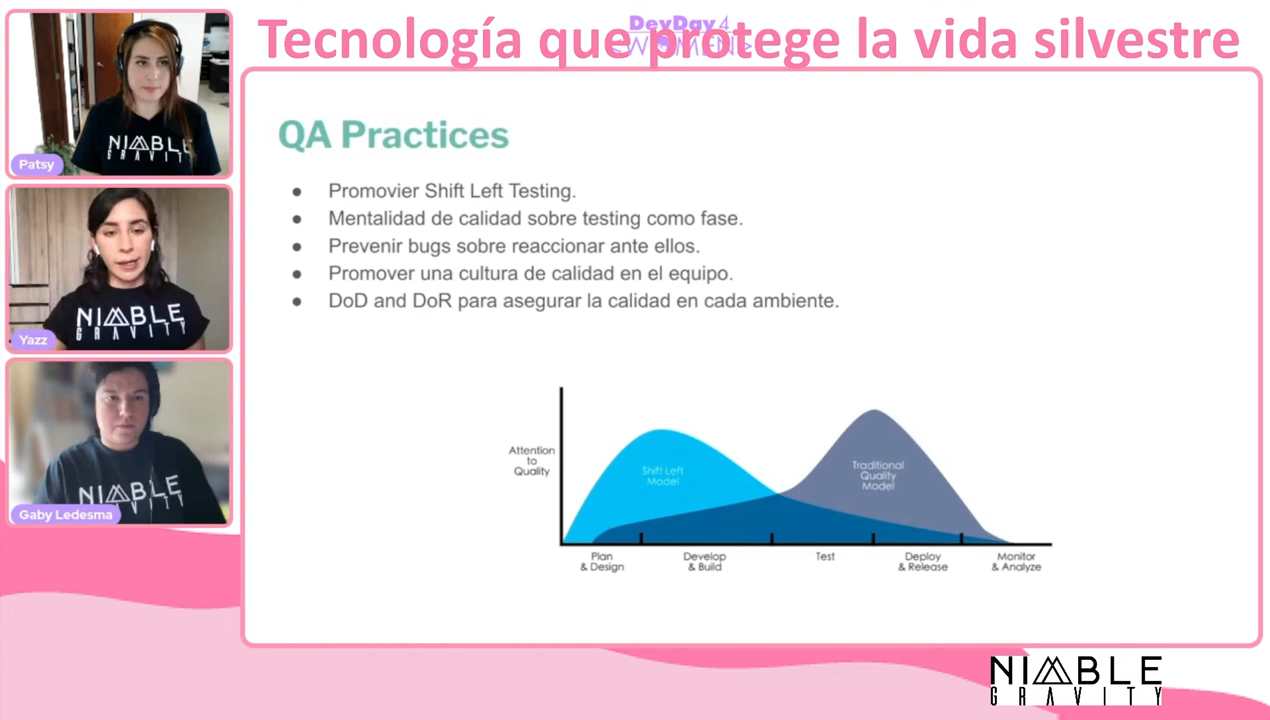 DevDay 4
<WOMEN>
Tecnología que protege la vida silvestre
NIMBLE
GRAVITY
Patsy
NIMBLE
GRAVITY
Yazz
NIMBLE
GRAVITY
Gaby Ledesma
QA Practices
● Promovier Shift Left Testing.
● Mentalidad de calidad sobre testing como fase.
● Prevenir bugs sobre reaccionar ante ellos.
● Promover una cultura de calidad en el equipo.
● DoD and DoR para asegurar la calidad en cada ambiente.
Attention
to
Quality
Shift Left
Model
Traditional
Quality
Model
Plan
& Design
Develop
& Build
Test
Deploy
& Release
Monitor
& Analyze
NIMBLE
GRAVITY